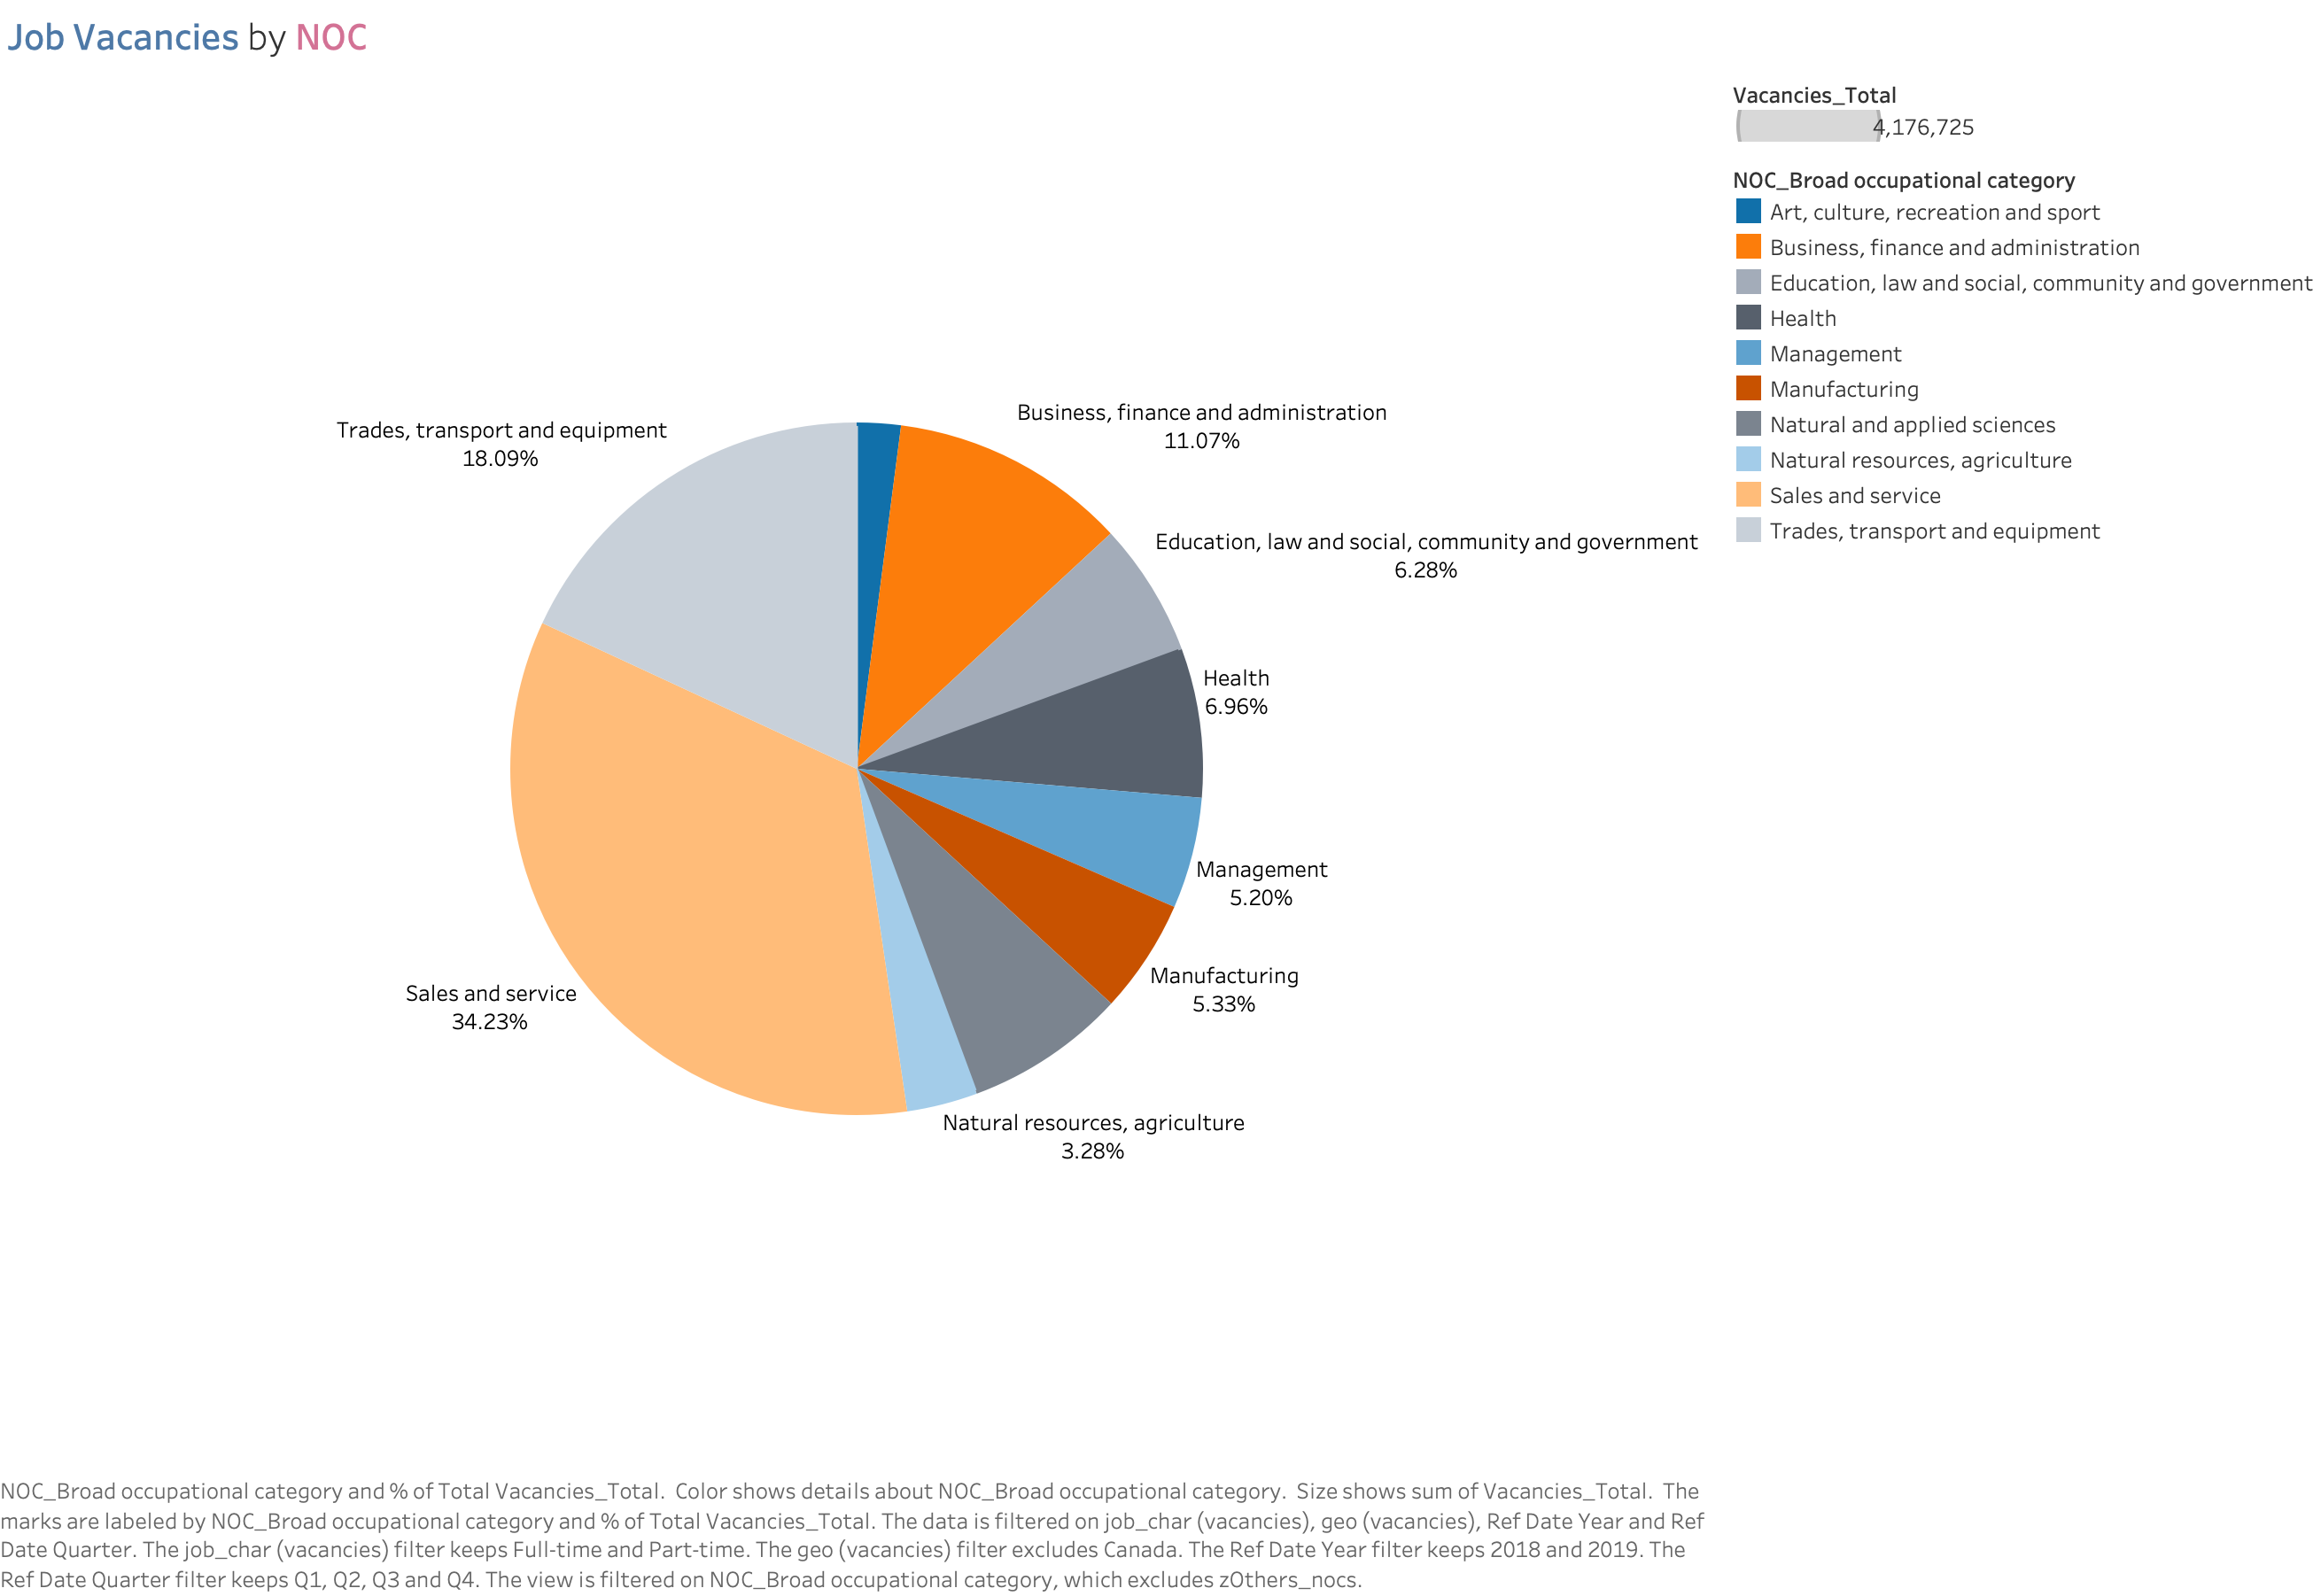 Job Vacancies by NOC
Vacancies_Total
4,176,725
NOC_Broad occupational category
Art, culture, recreation and sport
Business, finance and administration
Education, law and social, community and government
Health
Management
Manufacturing
Natural and applied sciences
Natural resources, agriculture
Sales and service
Trades, transport and equipment
Business, finance and administration
11.07%
Trades, transport and equipment
18.09%
Education, law and social, community and government
6.28%
Health
6.96%
Management
5.20%
Manufacturing
5.33%
Sales and service
34.23%
Natural resources, agriculture
3.28%
NOC_Broad occupational category and % of Total Vacancies_Total.  Color shows details about NOC_Broad occupational category.  Size shows sum of Vacancies_Total.  The
marks are labeled by NOC_Broad occupational category and % of Total Vacancies_Total. The data is filtered on job_char (vacancies), geo (vacancies), Ref Date Year and Ref
Date Quarter. The job_char (vacancies) filter keeps Full-time and Part-time. The geo (vacancies) filter excludes Canada. The Ref Date Year filter keeps 2018 and 2019. The
Ref Date Quarter filter keeps Q1, Q2, Q3 and Q4. The view is filtered on NOC_Broad occupational category, which excludes zOthers_nocs.